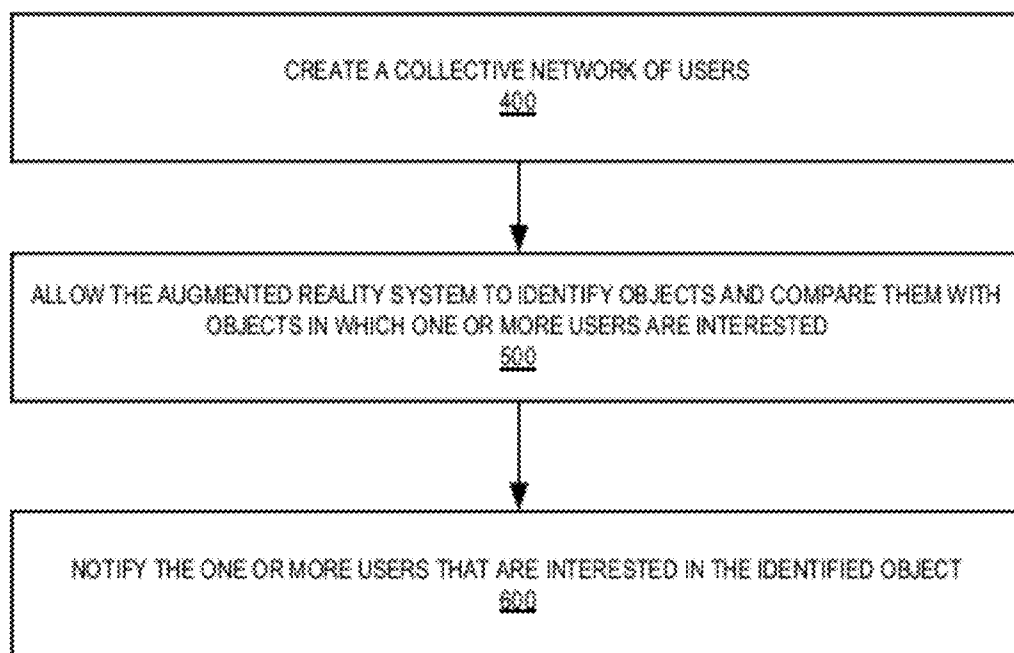 CREATE A COLLECTIVE NETWORK OF USERS
400
ALLOW THE AUGMENTED REALITY SYSTEM TO IDENTIFY OBJECTS AND COMPARE THEM WITH
OBJECTS IN WHICH ONE OR MORE USERS ARE INTERESTED
500
NOTIFY THE ONE OR MORE USERS THAT ARE INTERESTED IN THE IDENTIFIED OBJECT
600